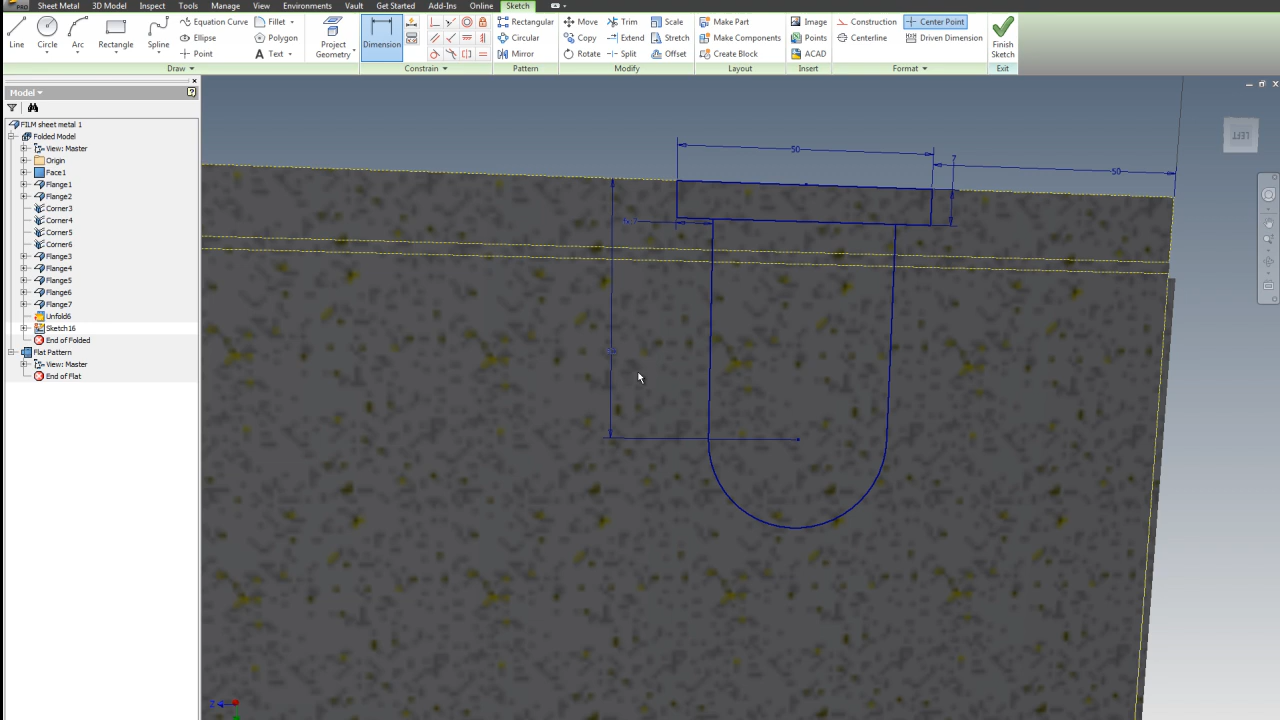 PRO
Sheet Metal 3D Model Inspect Tools Manage View Environments Vault Get Started Add-Ins Online Sketch
Line Circle Arc Rectangle Spline
Equation Curve Fillet
Ellipse Polygon
Point Text
Project Geometry
Dimension
Rectangular
Circular
Mirror
Move Trim Scale
Copy Extend Stretch
Rotate Split Offset
Make Part
Make Components
Create Block
Image
Points
ACAD
Construction Center Point
Centerline Driven Dimension
Finish Sketch
Draw Constrain Pattern Modify Layout Insert Format Exit
Model
FILM sheet metal 1
Folded Model
View: Master
Origin
Face1
Flange1
Flange2
Corner3
Corner4
Corner5
Corner6
Flange3
Flange4
Flange5
Flange6
Flange7
Unfold6
Sketch16
End of Folded
Flat Pattern
View: Master
End of Flat
50
7
50
LEFT
Z